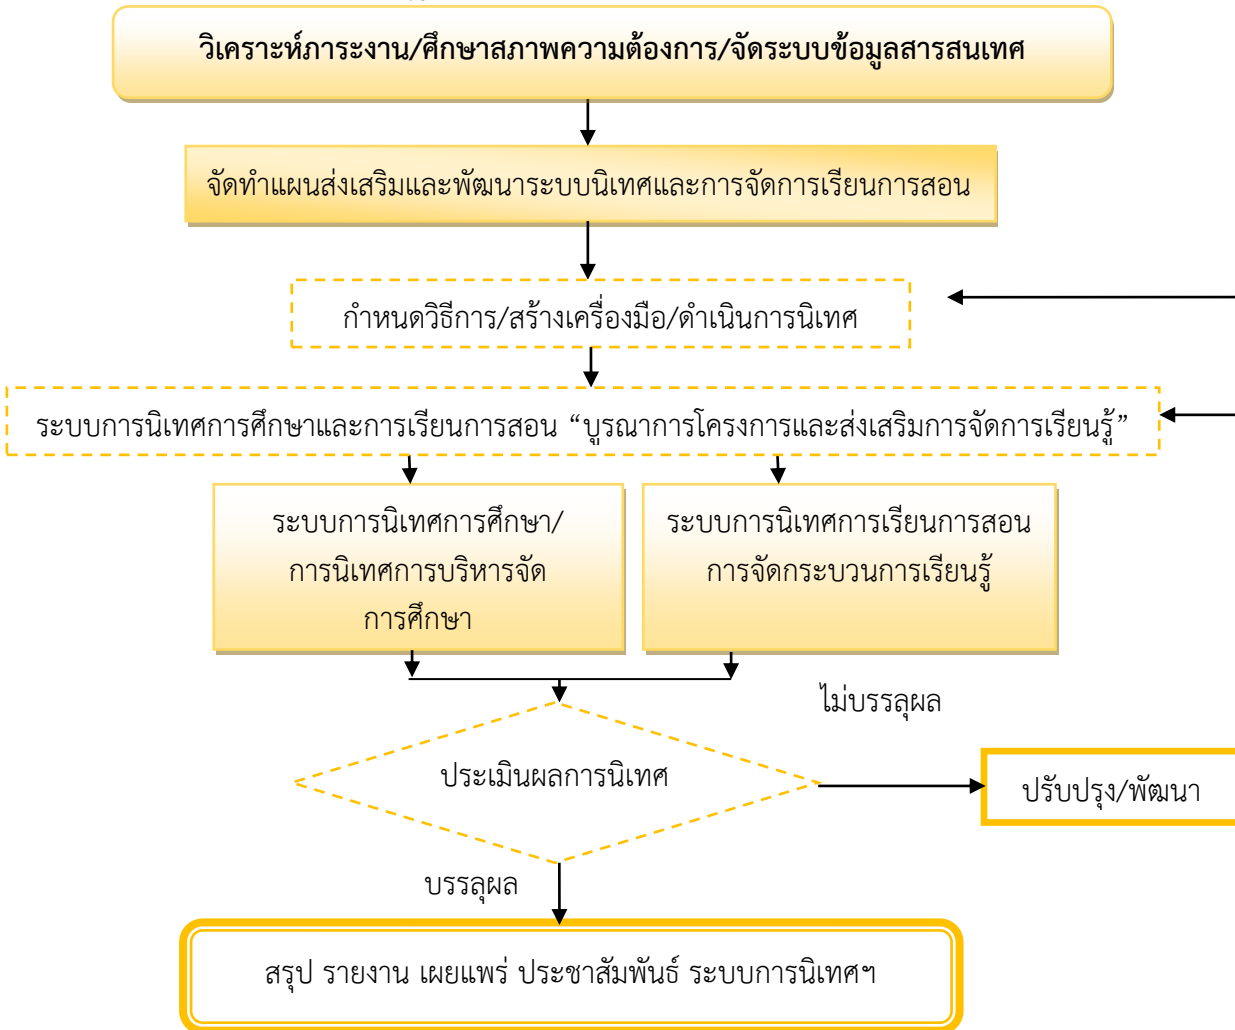 วิเคราะห์ภาระงาน/ศึกษาสภาพความต้องการ/จัดระบบข้อมูลสารสนเทศ
จัดทำแผนส่งเสริมและพัฒนาระบบนิเทศและการจัดการเรียนการสอน
กำหนดวิธีการ/สร้างเครื่องมือ/ดำเนินการนิเทศ
ระบบการนิเทศการศึกษาและการเรียนการสอน “บูรณาการโครงการและส่งเสริมการจัดการเรียนรู้”
ระบบการนิเทศการศึกษา/
การนิเทศการบริหารจัด
การศึกษา
ระบบการนิเทศการเรียนการสอน
การจัดกระบวนการเรียนรู้
ไม่บรรลุผล
ประเมินผลการนิเทศ
ปรับปรุง/พัฒนา
บรรลุผล
สรุป รายงาน เผยแพร่ ประชาสัมพันธ์ ระบบการนิเทศฯ